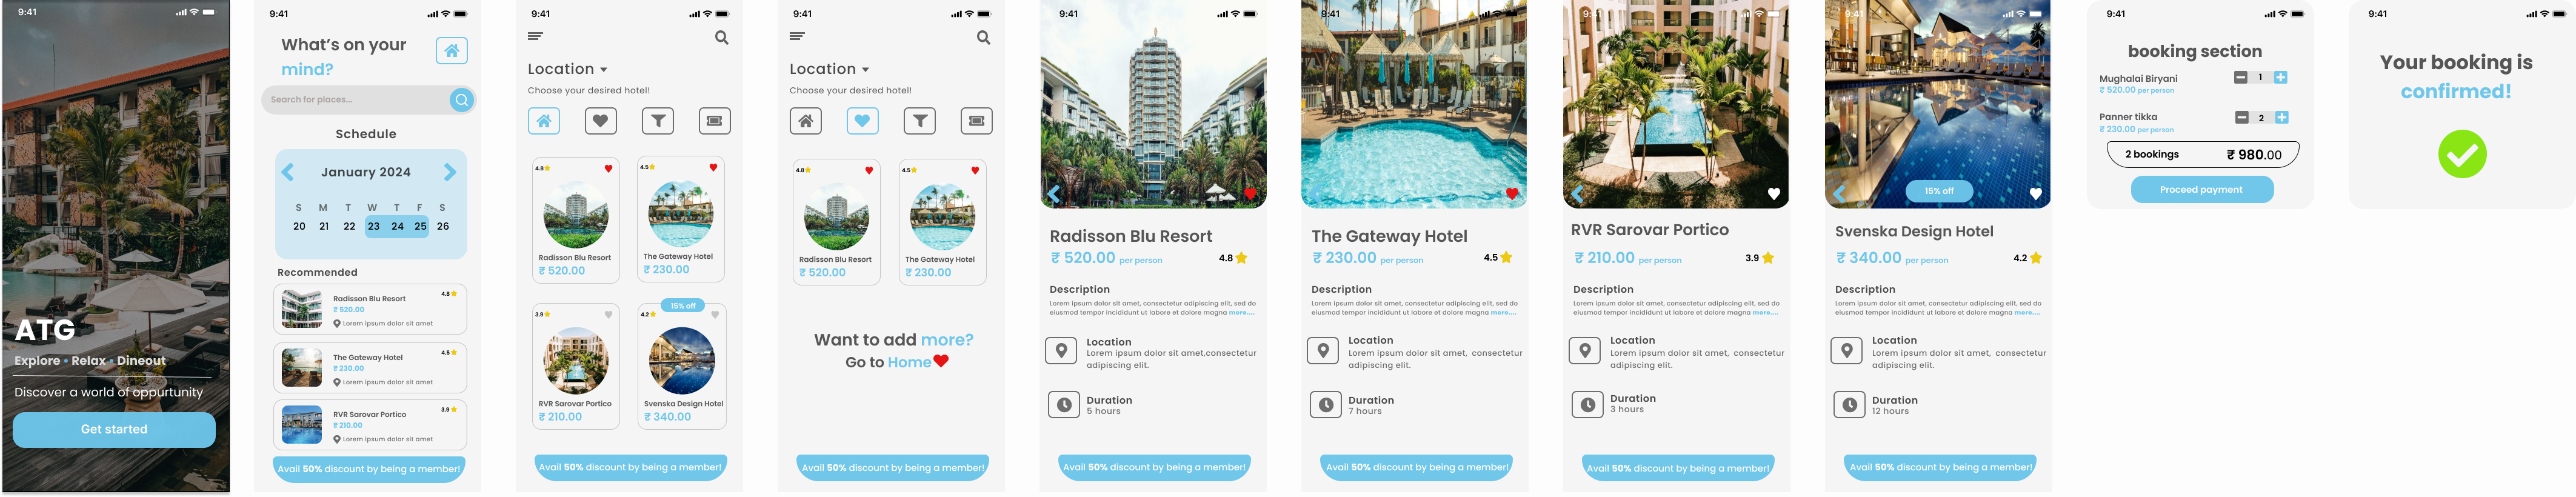 9:41
ATG
Explore • Relax • Dineout
Discover a world of oppurtunity
Get started
9:41
What's on your
mind?
Search for places...
Schedule
January 2024
S M T W T F S
20 21 22 23 24 25 26
Recommended
Radisson Blu Resort 4.8
₹ 520.00
Lorem ipsum dolor sit amet
The Gateway Hotel 4.5
₹ 230.00
Lorem ipsum dolor sit amet
RVR Sarovar Portico 3.9
₹ 210.00
Lorem ipsum dolor sit amet
Avail 50% discount by being a member!
9:41
Location
Choose your desired hotel!
4.8
Radisson Blu Resort
₹ 520.00
4.5
The Gateway Hotel
₹ 230.00
3.9
RVR Sarovar Portico
₹ 210.00
15% off
4.2
Svenska Design Hotel
₹ 340.00
Avail 50% discount by being a member!
9:41
Location
Choose your desired hotel!
4.8
Radisson Blu Resort
₹ 520.00
4.5
The Gateway Hotel
₹ 230.00
Want to add more?
Go to Home
Avail 50% discount by being a member!
9:41
Radisson Blu Resort
₹ 520.00 per person 4.8
Description
Lorem ipsum dolor sit amet, consectetur adipiscing elit, sed do
eiusmod tempor incididunt ut labore et dolore magna more....
Location
Lorem ipsum dolor sit amet,consectetur
adipiscing elit.
Duration
5 hours
Avail 50% discount by being a member!
9:41
The Gateway Hotel
₹ 230.00 per person 4.5
Description
Lorem ipsum dolor sit amet, consectetur adipiscing elit, sed do
eiusmod tempor incididunt ut labore et dolore magna more....
Location
Lorem ipsum dolor sit amet, consectetur
adipiscing elit.
Duration
7 hours
Avail 50% discount by being a member!
9:41
RVR Sarovar Portico
₹ 210.00 per person 3.9
Description
Lorem ipsum dolor sit amet, consectetur adipiscing elit, sed do
eiusmod tempor incididunt ut labore et dolore magna more....
Location
Lorem ipsum dolor sit amet, consectetur
adipiscing elit.
Duration
3 hours
Avail 50% discount by being a member!
9:41
15% off
Svenska Design Hotel
₹ 340.00 per person 4.2
Description
Lorem ipsum dolor sit amet, consectetur adipiscing elit, sed do
eiusmod tempor incididunt ut labore et dolore magna more....
Location
Lorem ipsum dolor sit amet, consectetur
adipiscing elit.
Duration
12 hours
Avail 50% discount by being a member!
9:41
booking section
Mughalai Biryani 1
₹ 520.00 per person
Panner tikka 2
₹ 230.00 per person
2 bookings ₹ 980.00
Proceed payment
9:41
Your booking is
confirmed!